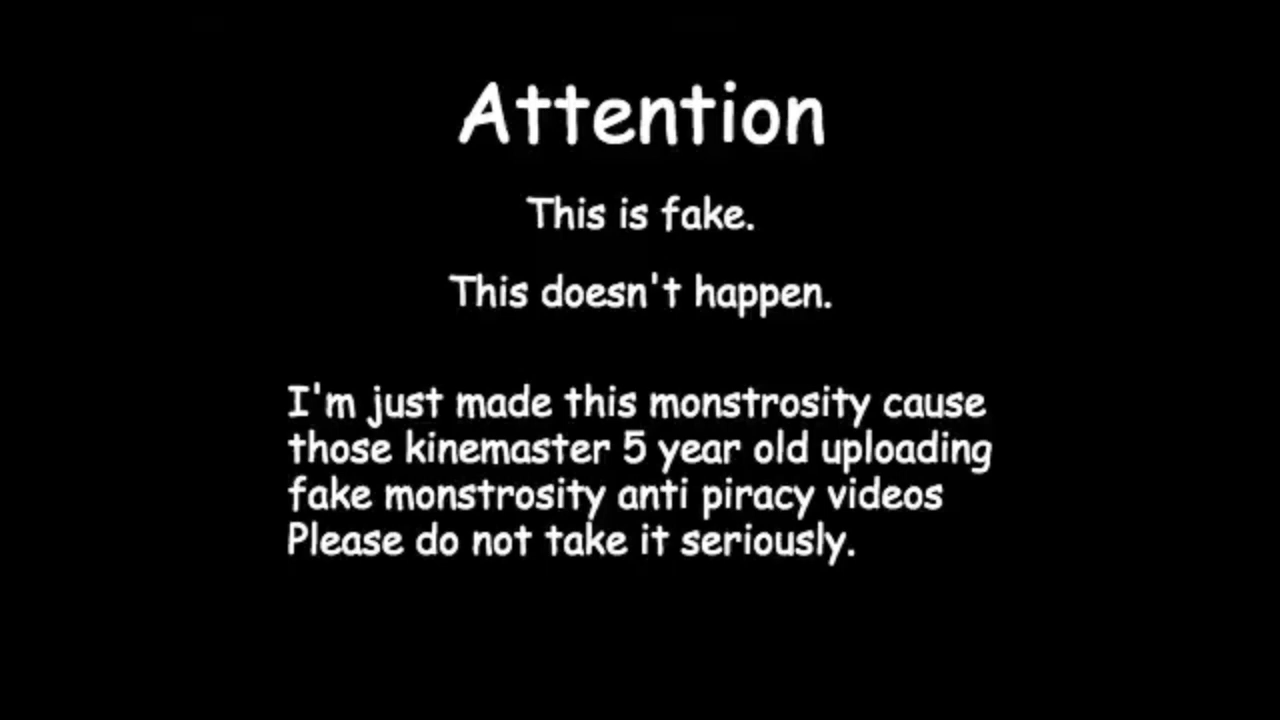 Attention
This is fake.
This doesn't happen.
I'm just made this monstrosity cause
those kinemaster 5 year old uploading
fake monstrosity anti piracy videos
Please do not take it seriously.